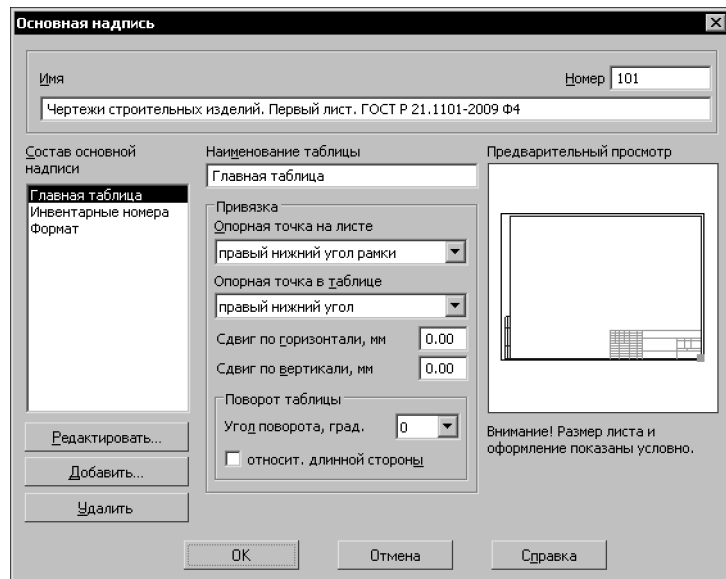 Основная надпись
Имя
Номер 101
Чертежи строительных изделий. Первый лист. ГОСТ Р 21.1101-2009 Ф4
Состав основной
надписи
Главная таблица
Инвентарные номера
Формат
Редактировать...
Добавить...
Удалить
Наименование таблицы
Главная таблица
Привязка
Опорная точка на листе
правый нижний угол рамки
Опорная точка в таблице
правый нижний угол
Сдвиг по горизонтали, мм 0.00
Сдвиг по вертикали, мм 0.00
Поворот таблицы
Угол поворота, град. 0
относит. длинной стороны
Предварительный просмотр
Внимание! Размер листа и
оформление показаны условно.
OK
Отмена
Справка